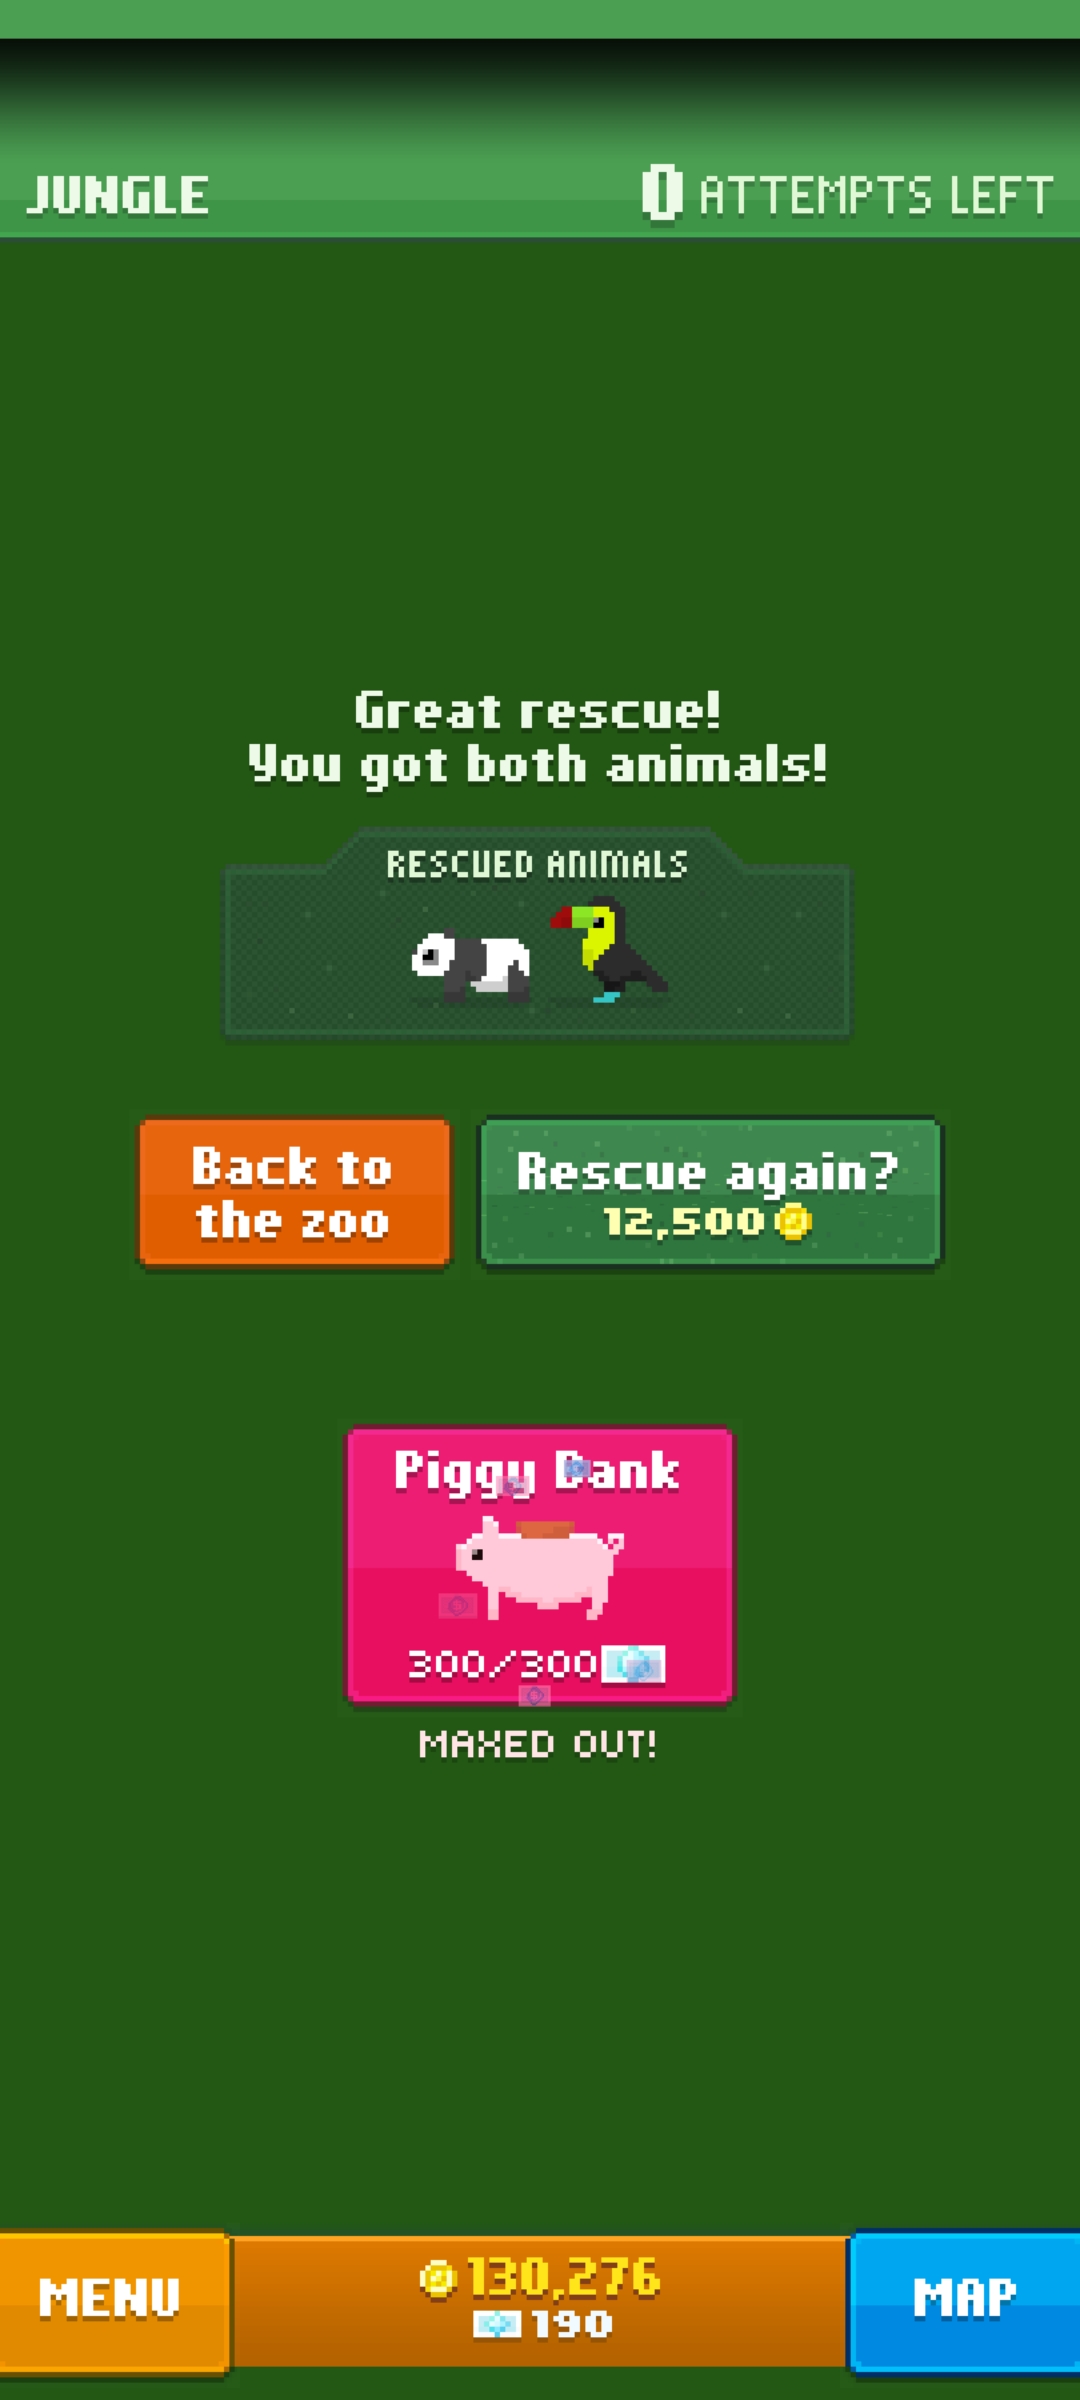 JUNGLE
0 ATTEMPTS LEFT
Great rescue!
You got both animals!
RESCUED ANIMALS
Back to
the zoo
Rescue again?
12,500
Piggy Bank
300/300
MAXED OUT!
MENU
130,276
190
MAP